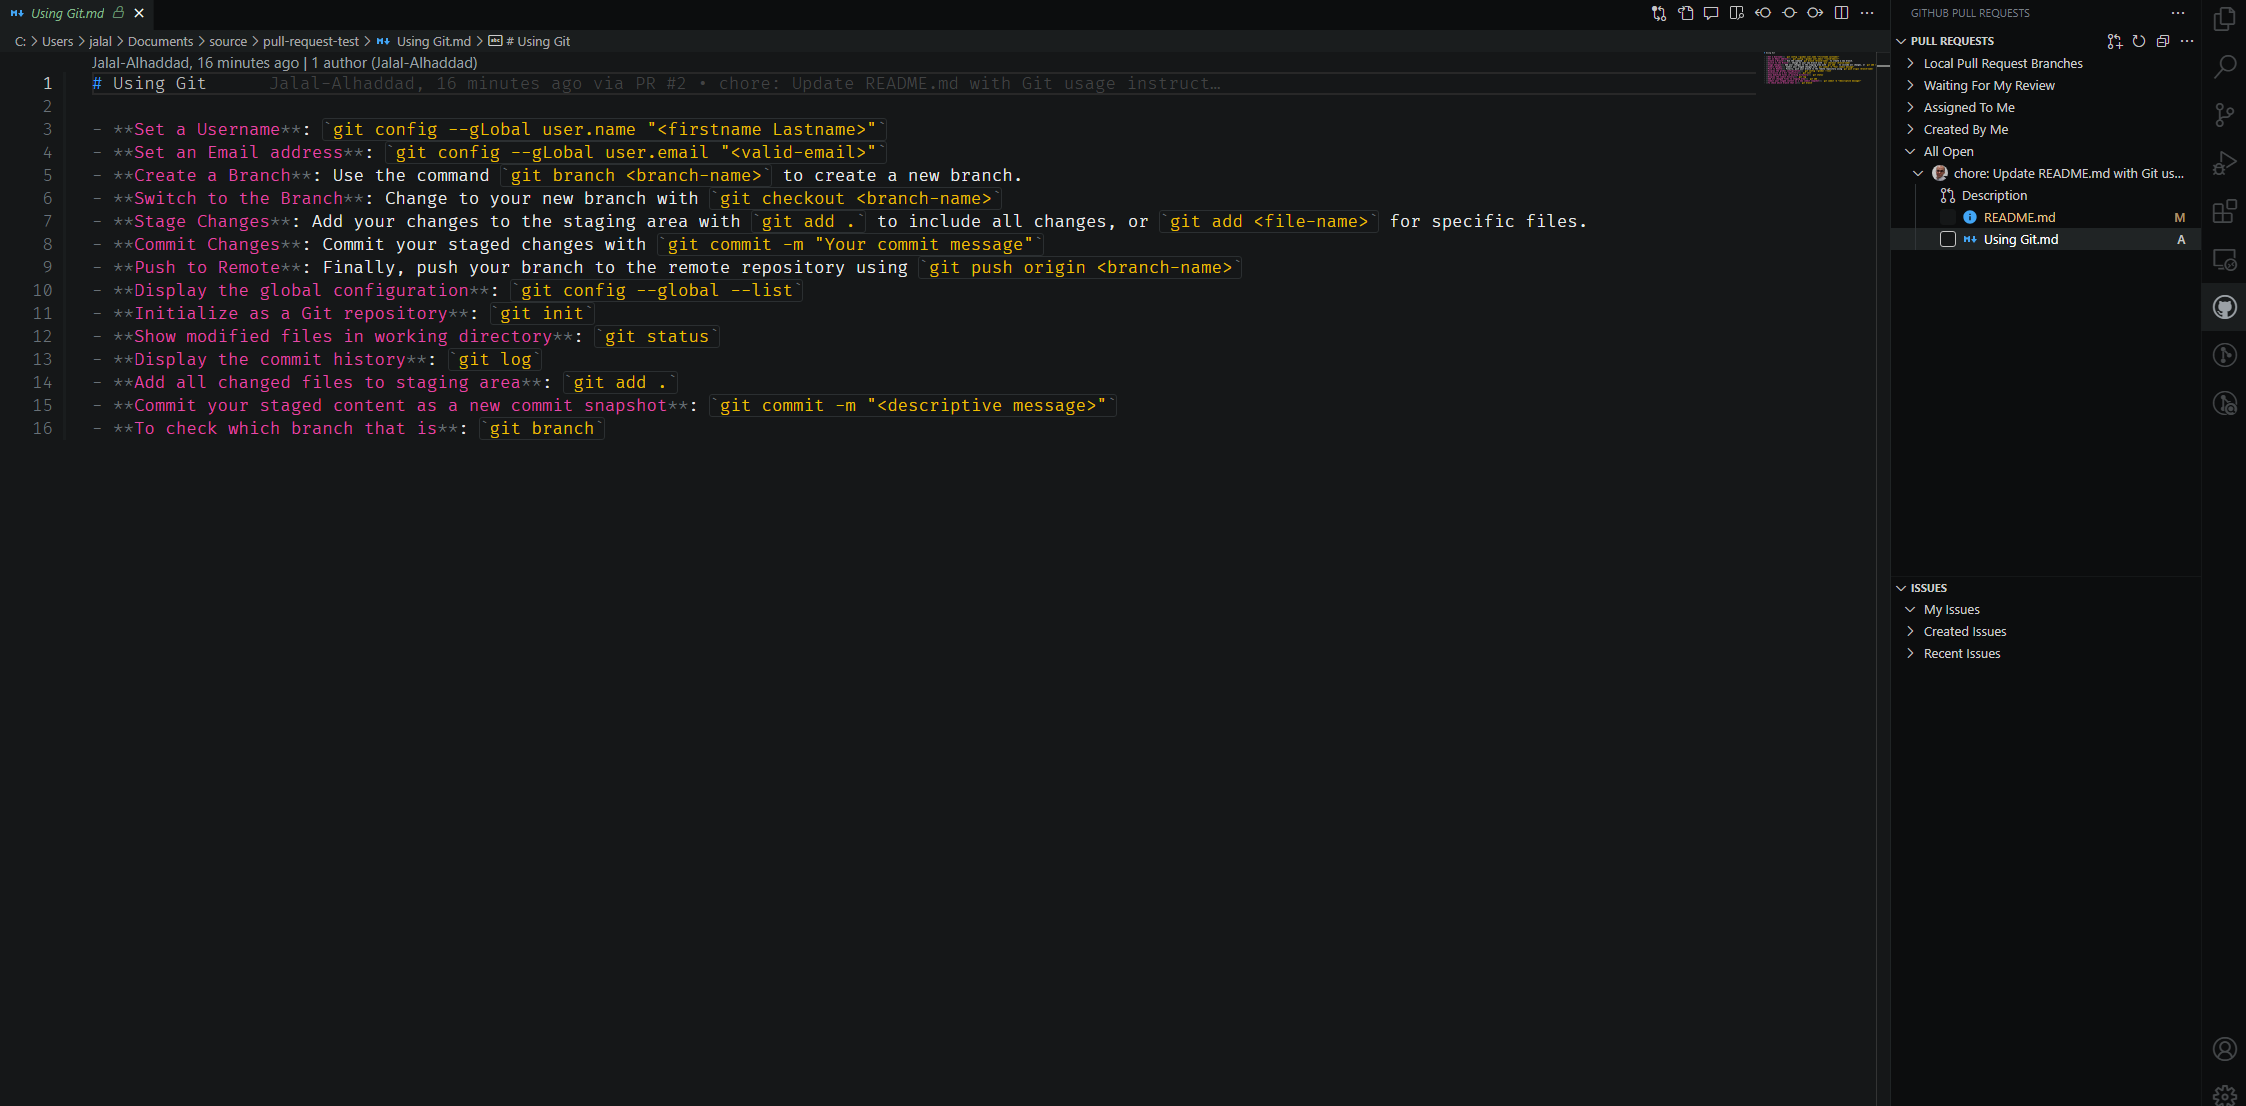 Using Git.md
C: > Users > jalal > Documents > source > pull-request-test > Using Git.md > # Using Git
Jalal-Alhaddad, 16 minutes ago | 1 author (Jalal-Alhaddad)
1 # Using Git Jalal-Alhaddad, 16 minutes ago via PR #2 • chore: Update README.md with Git usage instruct…
2
3 - **Set a Username**: `git config --gLobal user.name "<firstname Lastname>"`
4 - **Set an Email address**: `git config --gLobal user.email "<valid-email>"`
5 - **Create a Branch**: Use the command `git branch <branch-name>` to create a new branch.
6 - **Switch to the Branch**: Change to your new branch with `git checkout <branch-name>`
7 - **Stage Changes**: Add your changes to the staging area with `git add .` to include all changes, or `git add <file-name>` for specific files.
8 - **Commit Changes**: Commit your staged changes with `git commit -m "Your commit message"`
9 - **Push to Remote**: Finally, push your branch to the remote repository using `git push origin <branch-name>`
10 - **Display the global configuration**: `git config --global --list`
11 - **Initialize as a Git repository**: `git init`
12 - **Show modified files in working directory**: `git status`
13 - **Display the commit history**: `git log`
14 - **Add all changed files to staging area**: `git add .`
15 - **Commit your staged content as a new commit snapshot**: `git commit -m "<descriptive message>"`
16 - **To check which branch that is**: `git branch`
GITHUB PULL REQUESTS
PULL REQUESTS
Local Pull Request Branches
Waiting For My Review
Assigned To Me
Created By Me
All Open
chore: Update README.md with Git us...
Description
README.md M
Using Git.md A
ISSUES
My Issues
Created Issues
Recent Issues